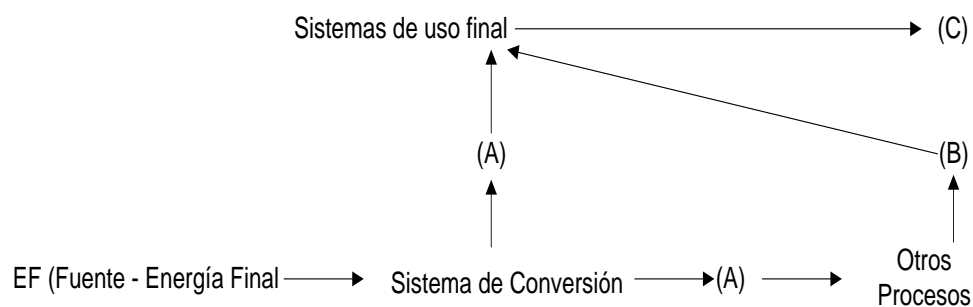 Sistemas de uso final
(C)
(A)
(B)
EF (Fuente - Energía Final
Sistema de Conversión
(A)
Otros
Procesos